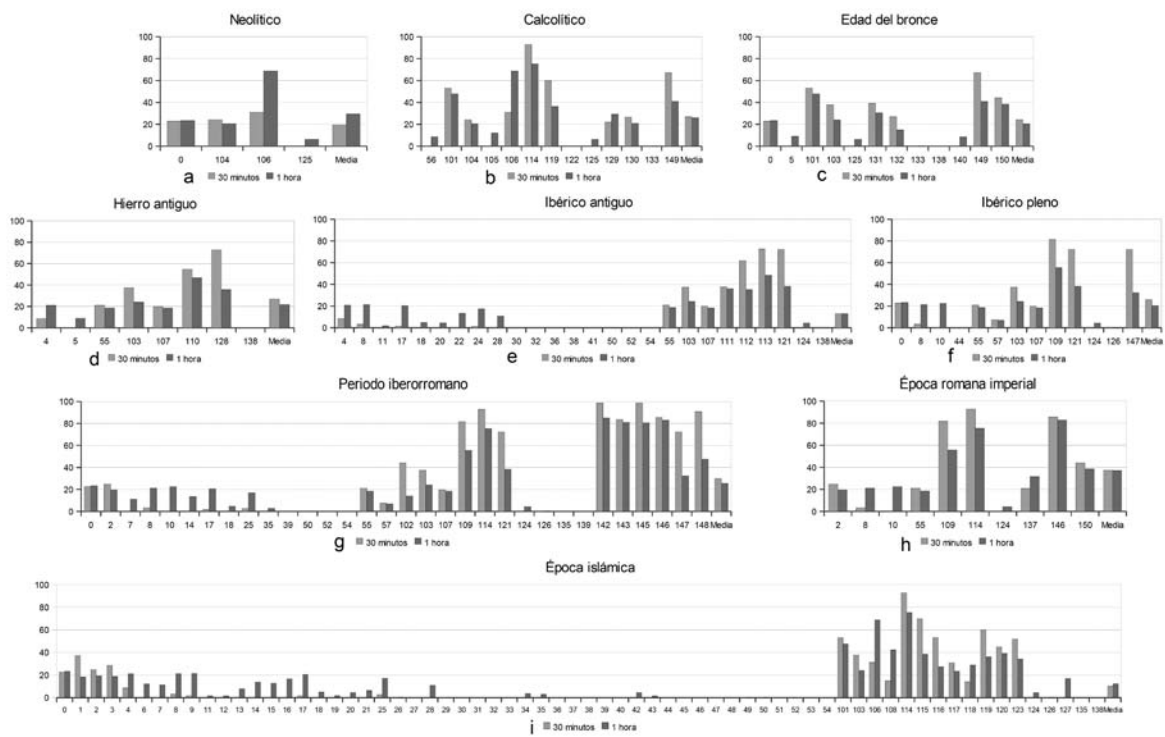 Neolítico
100
80
60
40
20
0
0 104 106 125 Media
a
30 minutos 1 hora
Calcolítico
100
80
60
40
20
0
56 101 104 105 106 114 119 122 125 129 130 133 149 Media
b
30 minutos 1 hora
Edad del bronce
100
80
60
40
20
0
0 5 101 103 125 131 132 133 138 140 149 150 Media
c
30 minutos 1 hora
Hierro antiguo
100
80
60
40
20
0
4 5 55 103 107 110 128 138 Media
d
30 minutos 1 hora
Ibérico antiguo
100
80
60
40
20
0
4 8 11 17 18 20 22 24 28 30 32 36 38 41 50 52 54 55 103 107 111 112 113 121 124 138 Media
e
30 minutos 1 hora
Ibérico pleno
100
80
60
40
20
0
0 8 10 44 55 57 103 107 109 121 124 126 147 Media
f
30 minutos 1 hora
Periodo iberorromano
100
80
60
40
20
0
0 2 7 8 10 14 17 18 25 35 39 50 52 54 55 57 102 103 107 109 114 121 124 126 135 139 142 143 145 146 147 148 Media
g
30 minutos 1 hora
Época romana imperial
100
80
60
40
20
0
2 8 10 55 109 114 124 137 146 150 Media
h
30 minutos 1 hora
Época islámica
100
80
60
40
20
0
0 1 2 3 4 6 7 8 9 11 12 13 14 15 16 17 18 19 20 21 25 26 27 28 29 30 31 32 33 34 35 36 37 39 40 42 43 44 45 46 47 48 49 50 51 52 53 54 101 103 106 108 114 115 116 117 118 119 120 123 124 126 127 135 138 Media
i
30 minutos 1 hora